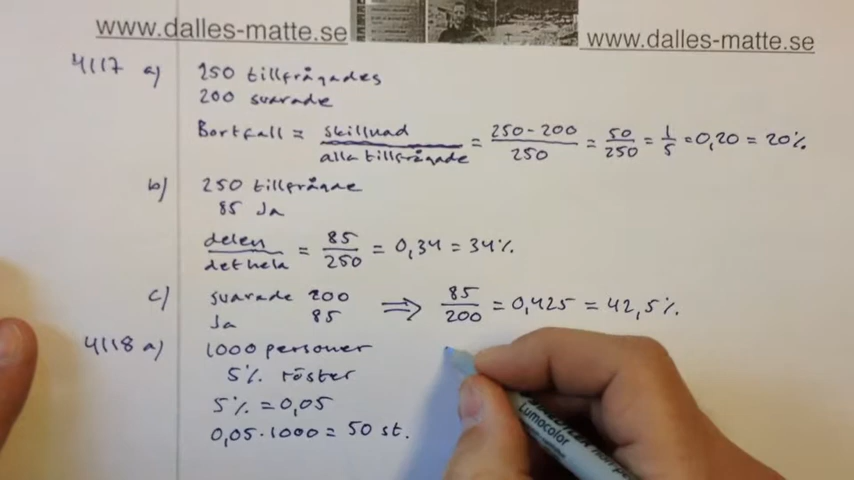 www.dalles-matte.se
www.dalles-matte.se
4117 a) 250 tillfrågades
200 svarade
Bortfall = skillnad / alla tillfrågade = 250-200 / 250 = 50/250 = 1/5 = 0,20 = 20%
b) 250 tillfrågade
85 Ja
delen / det hela = 85/250 = 0,34 = 34%.
c) svarade 200 ⇒ 85/200 = 0,425 = 42,5%.
Ja 85
4118 a) 1000 personer
5% röster
5% = 0,05
0,05·1000 = 50 st.
Lumocolor